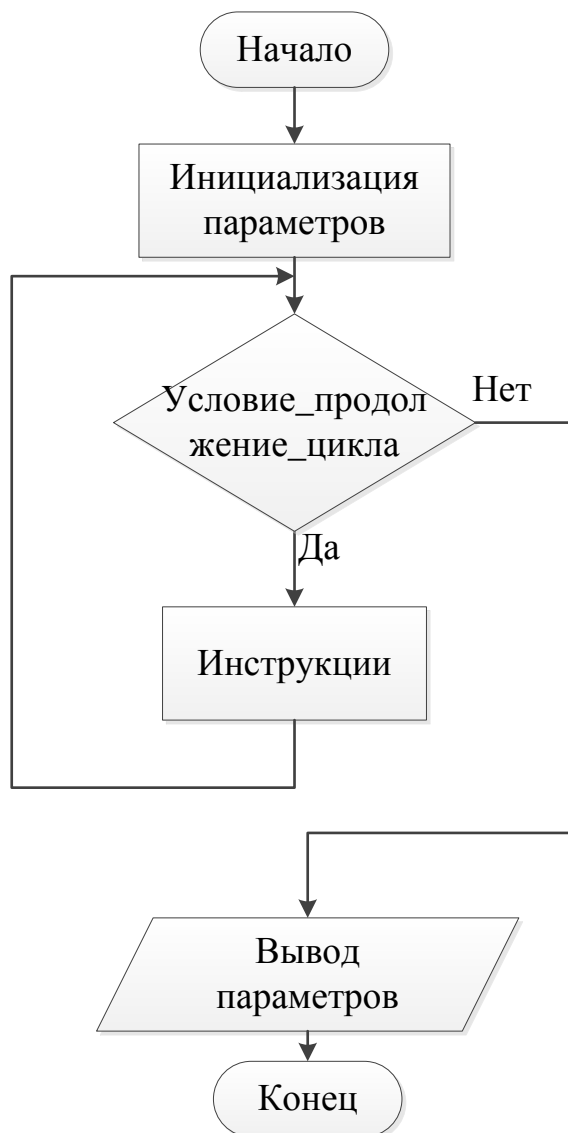 Начало
Инициализация
параметров
Условие_продол
жение_цикла
Нет
Да
Инструкции
Вывод
параметров
Конец